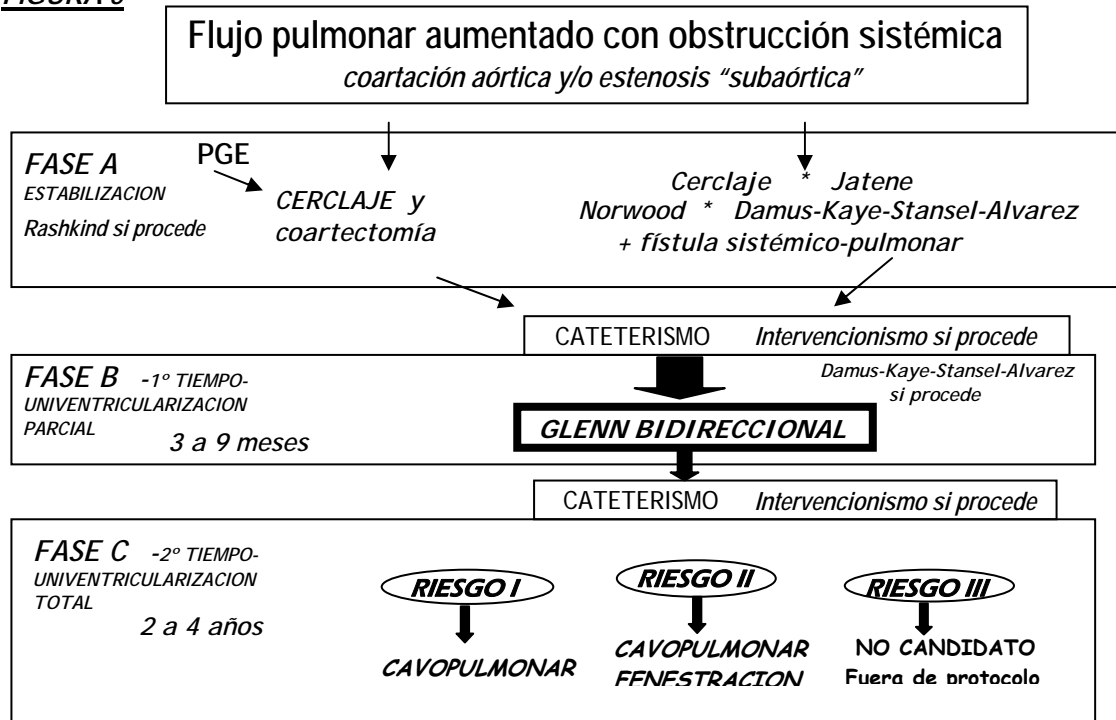 Flujo pulmonar aumentado con obstrucción sistémica
coartación aórtica y/o estenosis “subaórtica”
FASE A
ESTABILIZACION
Rashkind si procede
PGE
CERCLAJE y
coartectomía
Cerclaje * Jatene
Norwood * Damus-Kaye-Stansel-Alvarez
+ fístula sistémico-pulmonar
CATETERISMO Intervencionismo si procede
FASE B -1º TIEMPO-
UNIVENTRICULARIZACION
PARCIAL
3 a 9 meses
Damus-Kaye-Stansel-Alvarez
si procede
GLENN BIDIRECCIONAL
CATETERISMO Intervencionismo si procede
FASE C -2º TIEMPO-
UNIVENTRICULARIZACION
TOTAL
2 a 4 años
RIESGO I
CAVOPULMONAR
RIESGO II
CAVOPULMONAR
FENESTRACION
RIESGO III
NO CANDIDATO
Fuera de protocolo